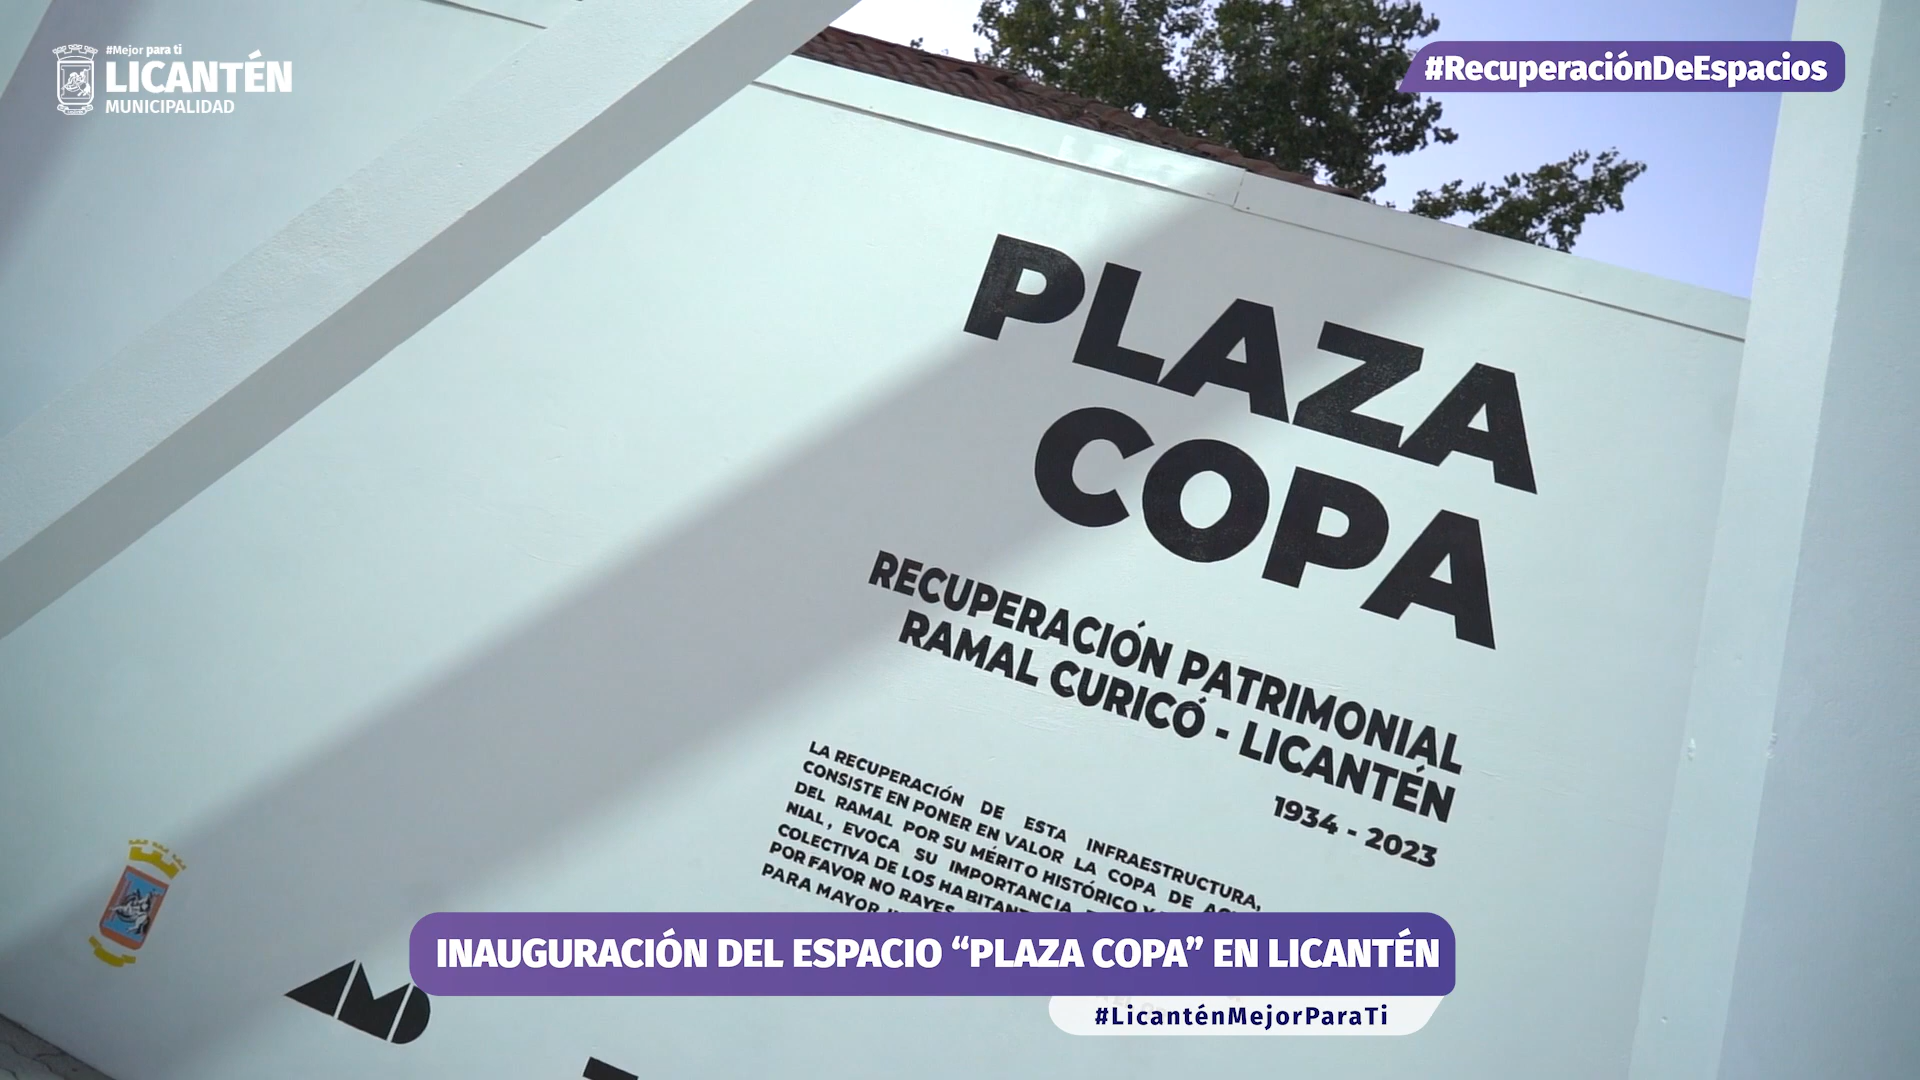 #Mejor para ti
LICANTÉN
MUNICIPALIDAD
#RecuperaciónDeEspacios
PLAZA
COPA
RECUPERACIÓN PATRIMONIAL
RAMAL CURICÓ - LICANTÉN
1934 - 2023
LA RECUPERACIÓN DE ESTA INFRAESTRUCTURA,
CONSISTE EN PONER EN VALOR LA COPA DE
DEL RAMAL POR SU MÉRITO HISTÓRICO
NIAL, EVOCA SU IMPORTANCIA
COLECTIVA DE LOS
POR FAVOR NO RAYES
PARA MAYOR
INAUGURACIÓN DEL ESPACIO “PLAZA COPA” EN LICANTÉN
#LicanténMejorParaTi